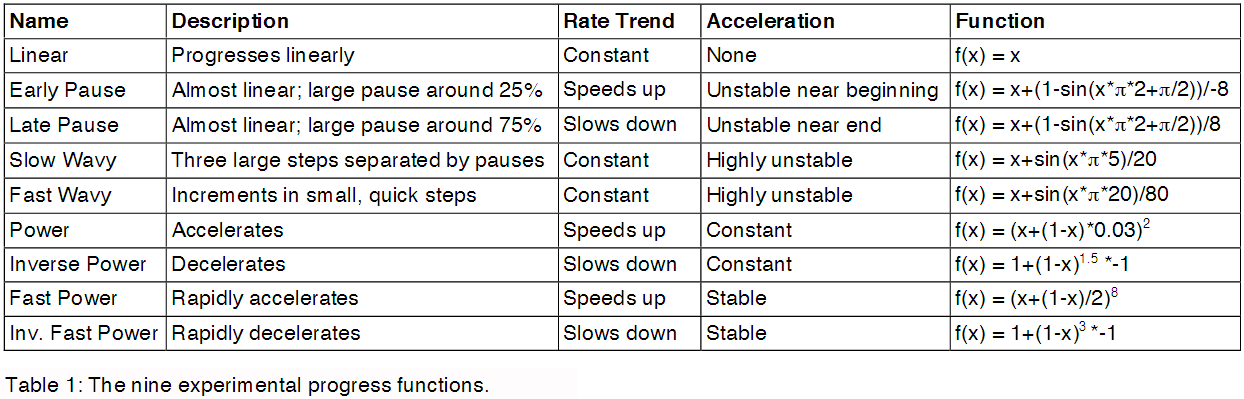 Name Description Rate Trend Acceleration Function
Linear Progresses linearly Constant None f(x) = x
Early Pause Almost linear; large pause around 25% Speeds up Unstable near beginning f(x) = x+(1-sin(x*π*2+π/2))/-8
Late Pause Almost linear; large pause around 75% Slows down Unstable near end f(x) = x+(1-sin(x*π*2+π/2))/8
Slow Wavy Three large steps separated by pauses Constant Highly unstable f(x) = x+sin(x*π*5)/20
Fast Wavy Increments in small, quick steps Constant Highly unstable f(x) = x+sin(x*π*20)/80
Power Accelerates Speeds up Constant f(x) = (x+(1-x)*0.03)²
Inverse Power Decelerates Slows down Constant f(x) = 1+(1-x)¹·⁵ *-1
Fast Power Rapidly accelerates Speeds up Stable f(x) = (x+(1-x)/2)⁸
Inv. Fast Power Rapidly decelerates Slows down Stable f(x) = 1+(1-x)³ *-1
Table 1: The nine experimental progress functions.